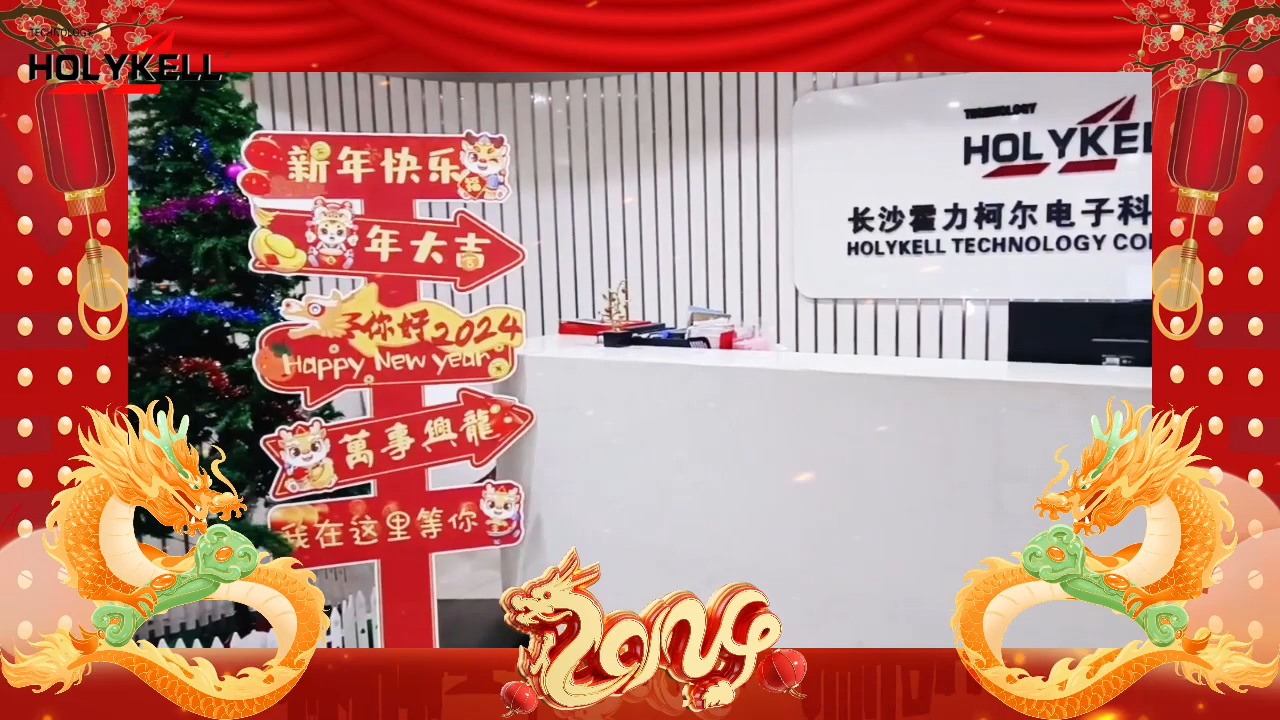 TECHNOLOGY
HOLYKELL
新年快乐
年大吉
你好2024
Happy New year
萬事興龍
我在这里等你
TECHNOLOGY
HOLYKEL
长沙霍力柯尔电子科
HOLYKELL TECHNOLOGY CO
2024